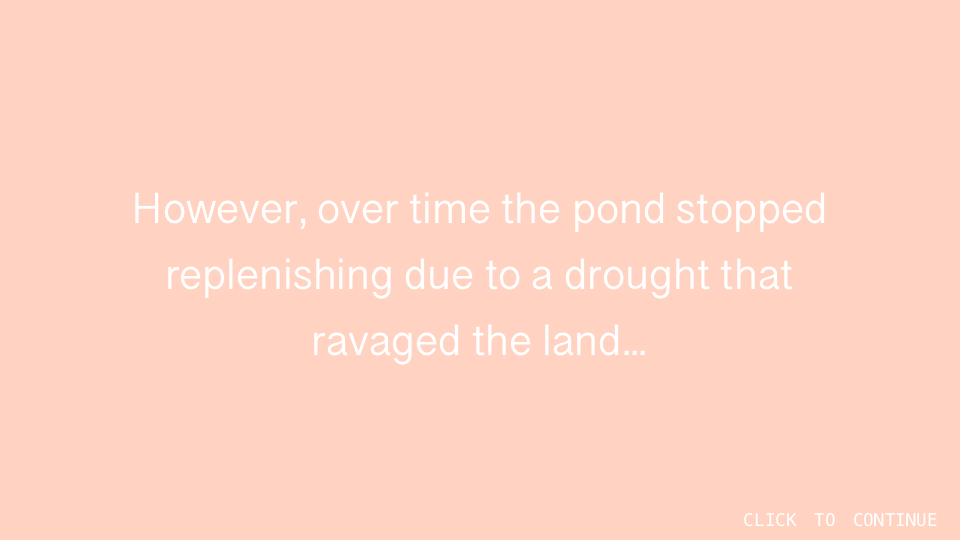 However, over time the pond stopped
replenishing due to a drought that
ravaged the land...
CLICK TO CONTINUE